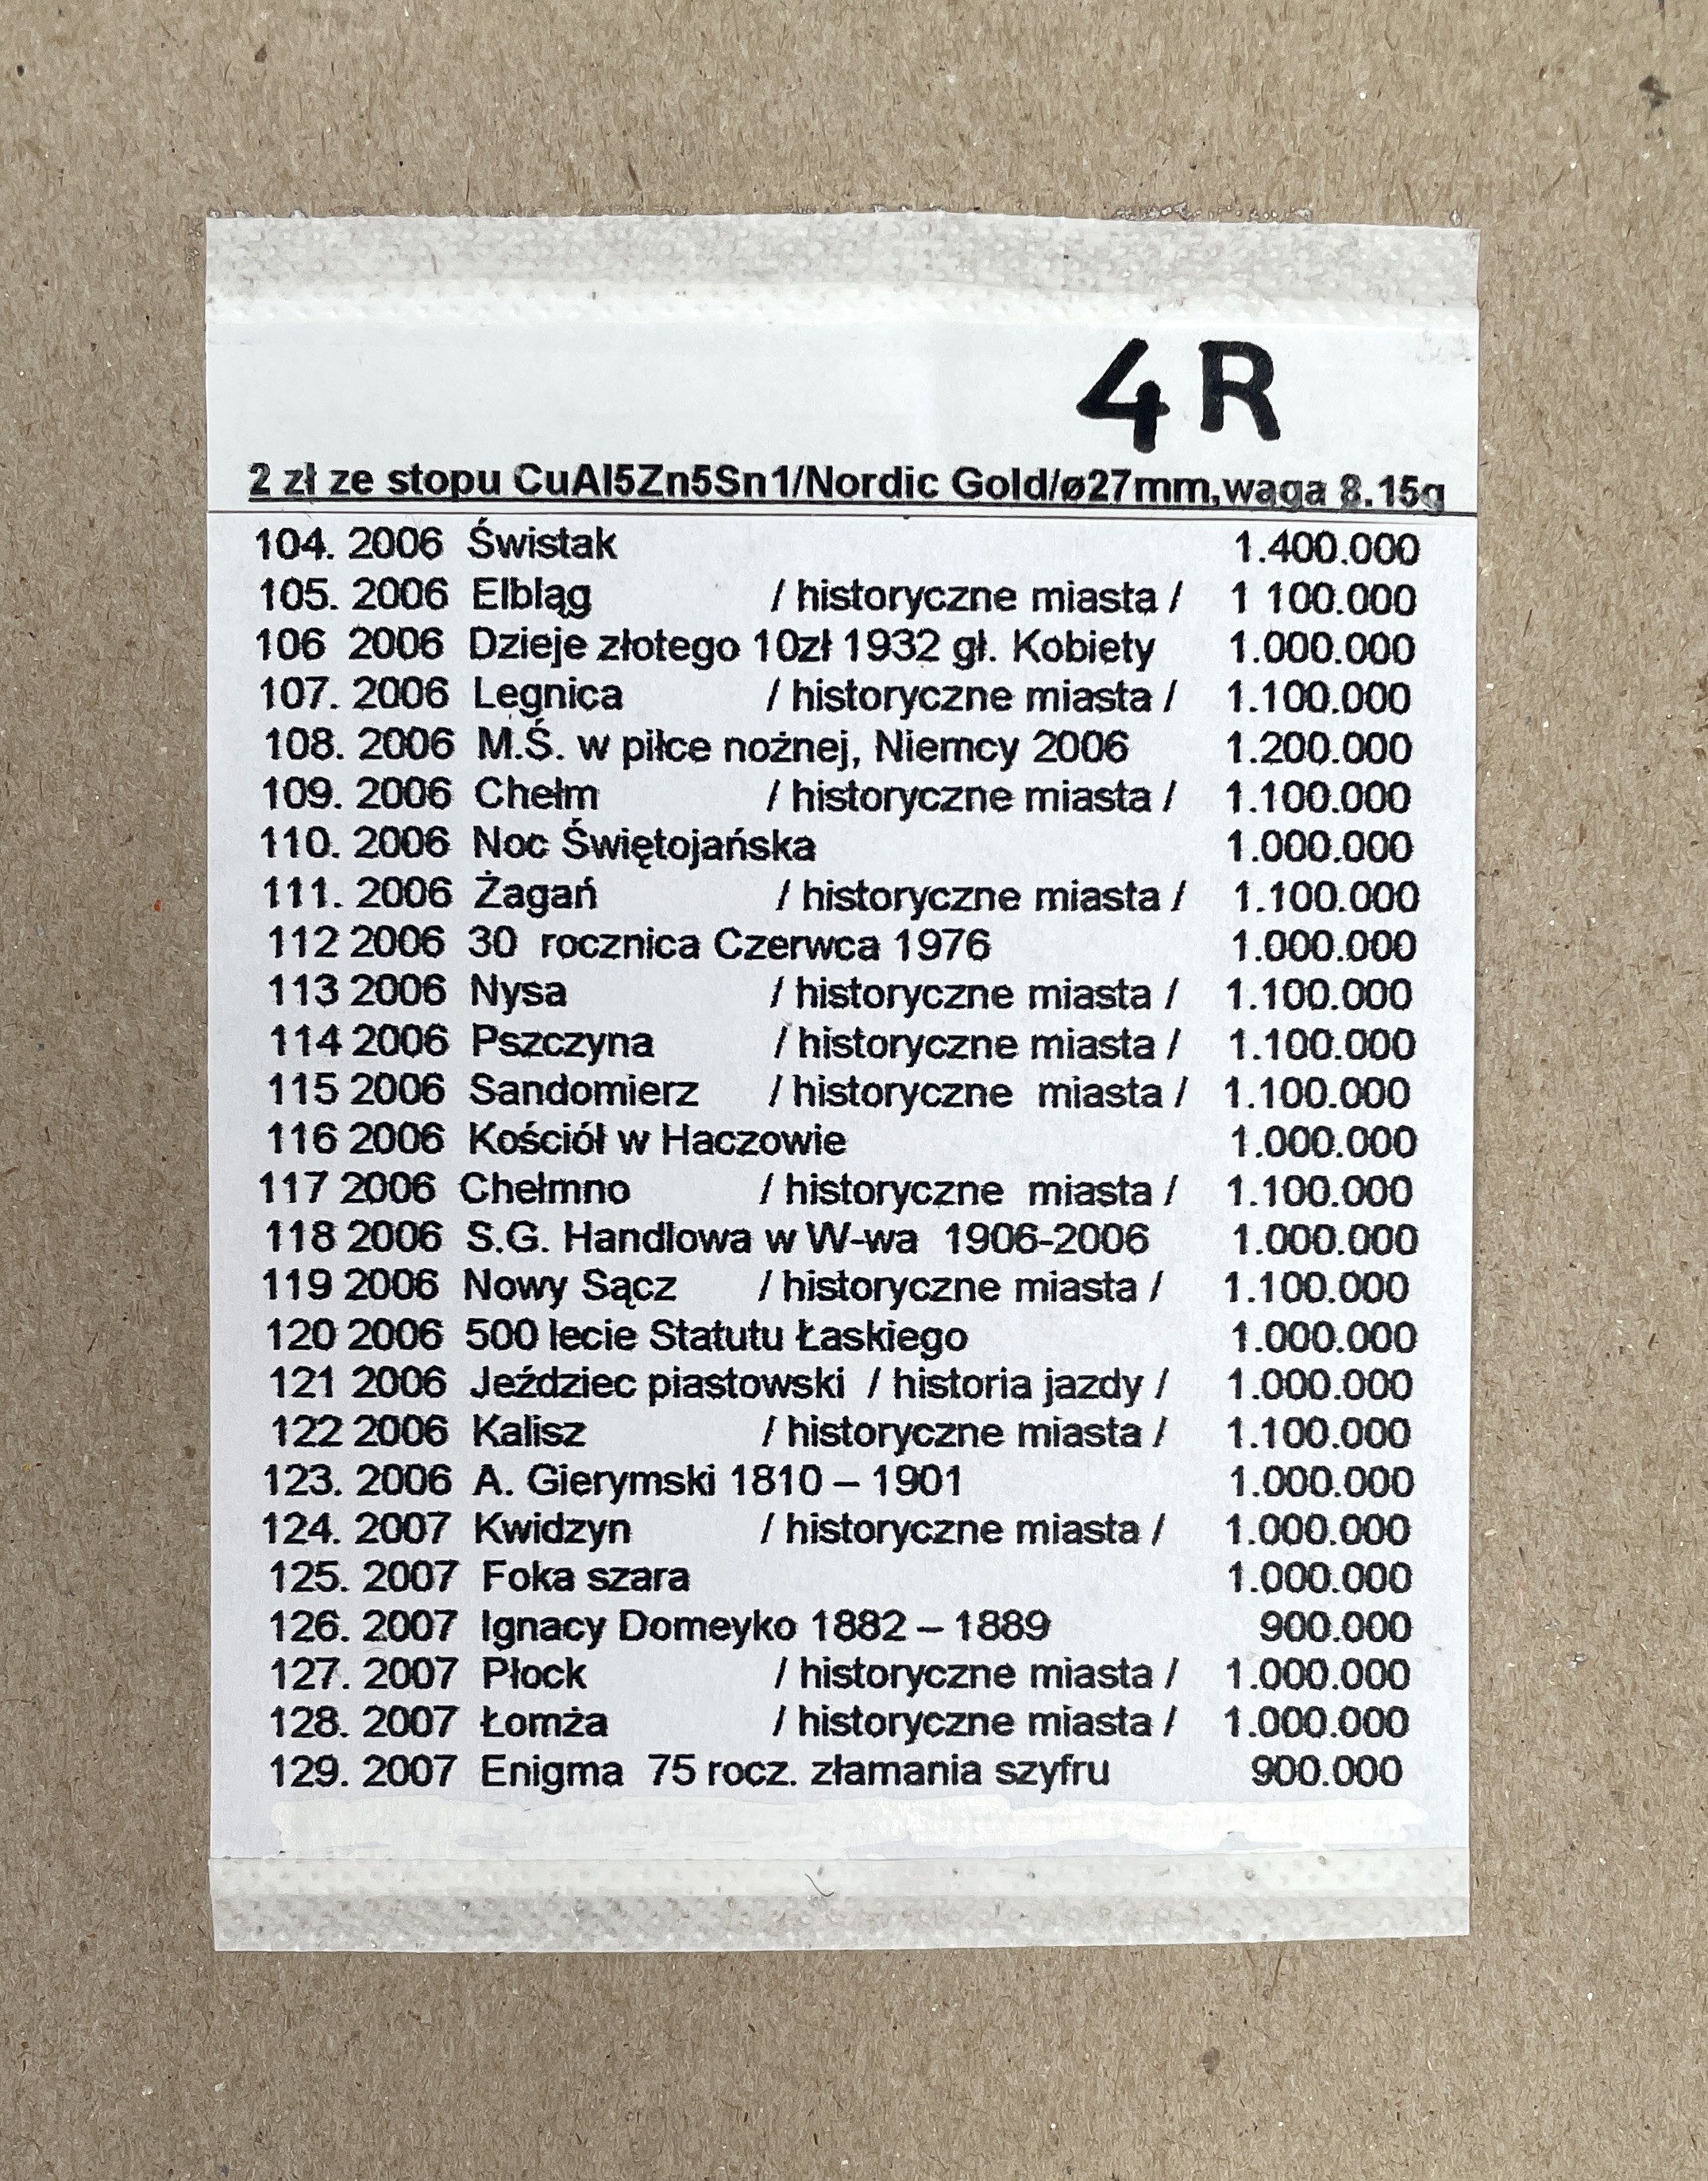 4 R
2 zł ze stopu CuAl5Zn5Sn1/Nordic Gold/ø27mm,waga 8.15g
104. 2006 Świstak 1.400.000
105. 2006 Elbląg / historyczne miasta / 1 100.000
106 2006 Dzieje złotego 10zł 1932 gł. Kobiety 1.000.000
107. 2006 Legnica / historyczne miasta / 1.100.000
108. 2006 M.Ś. w piłce nożnej, Niemcy 2006 1.200.000
109. 2006 Chełm / historyczne miasta / 1.100.000
110. 2006 Noc Świętojańska 1.000.000
111. 2006 Żagań / historyczne miasta / 1.100.000
112 2006 30 rocznica Czerwca 1976 1.000.000
113 2006 Nysa / historyczne miasta / 1.100.000
114 2006 Pszczyna / historyczne miasta / 1.100.000
115 2006 Sandomierz / historyczne miasta / 1.100.000
116 2006 Kościół w Haczowie 1.000.000
117 2006 Chełmno / historyczne miasta / 1.100.000
118 2006 S.G. Handlowa w W-wa 1906-2006 1.000.000
119 2006 Nowy Sącz / historyczne miasta / 1.100.000
120 2006 500 lecie Statutu Łaskiego 1.000.000
121 2006 Jeździec piastowski / historia jazdy / 1.000.000
122 2006 Kalisz / historyczne miasta / 1.100.000
123. 2006 A. Gierymski 1810 – 1901 1.000.000
124. 2007 Kwidzyn / historyczne miasta / 1.000.000
125. 2007 Foka szara 1.000.000
126. 2007 Ignacy Domeyko 1882 – 1889 900.000
127. 2007 Płock / historyczne miasta / 1.000.000
128. 2007 Łomża / historyczne miasta / 1.000.000
129. 2007 Enigma 75 rocz. złamania szyfru 900.000